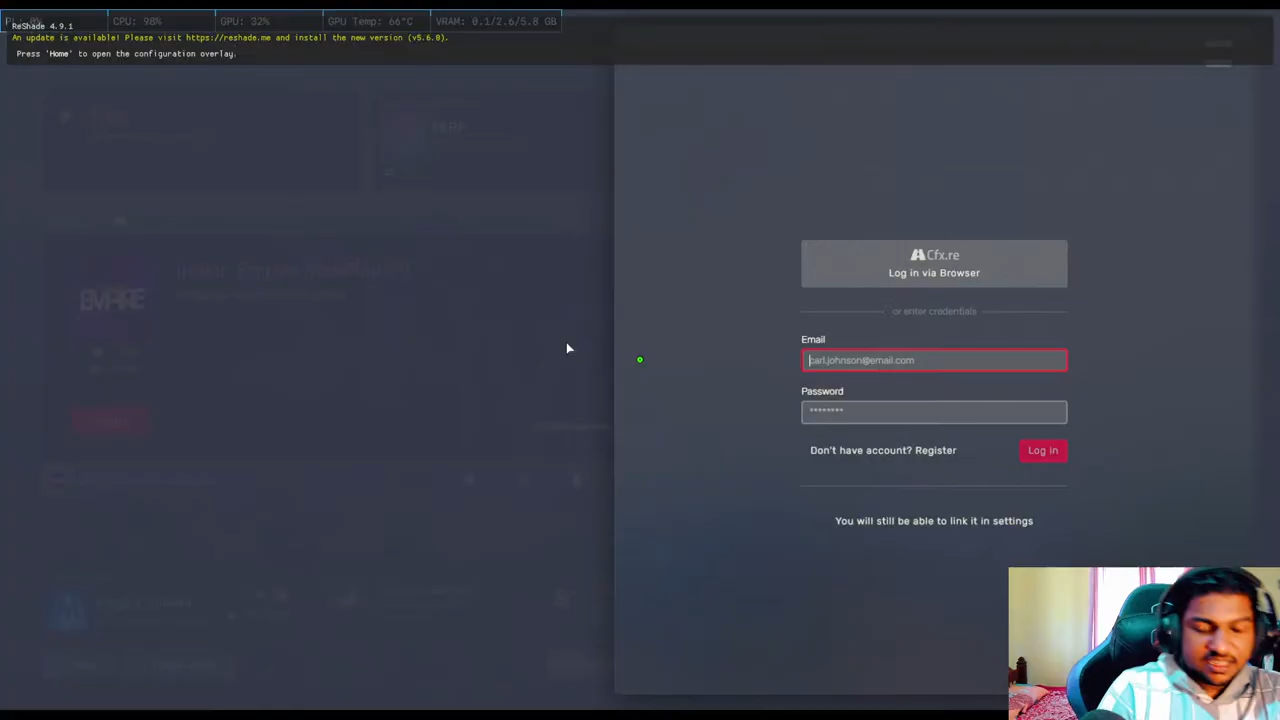 CPU: 98%
GPU: 32%
GPU Temp: 66°C
VRAM: 0.1/2.6/5.8 GB
ReShade 4.9.1
An update is available! Please visit https://reshade.me and install the new version (v5.6.0).
Press 'Home' to open the configuration overlay.
Cfx.re
Log in via Browser
or enter credentials
Email
carl.johnson@email.com
Password
********
Don't have account? Register
Log in
You will still be able to link it in settings
EMPIRE